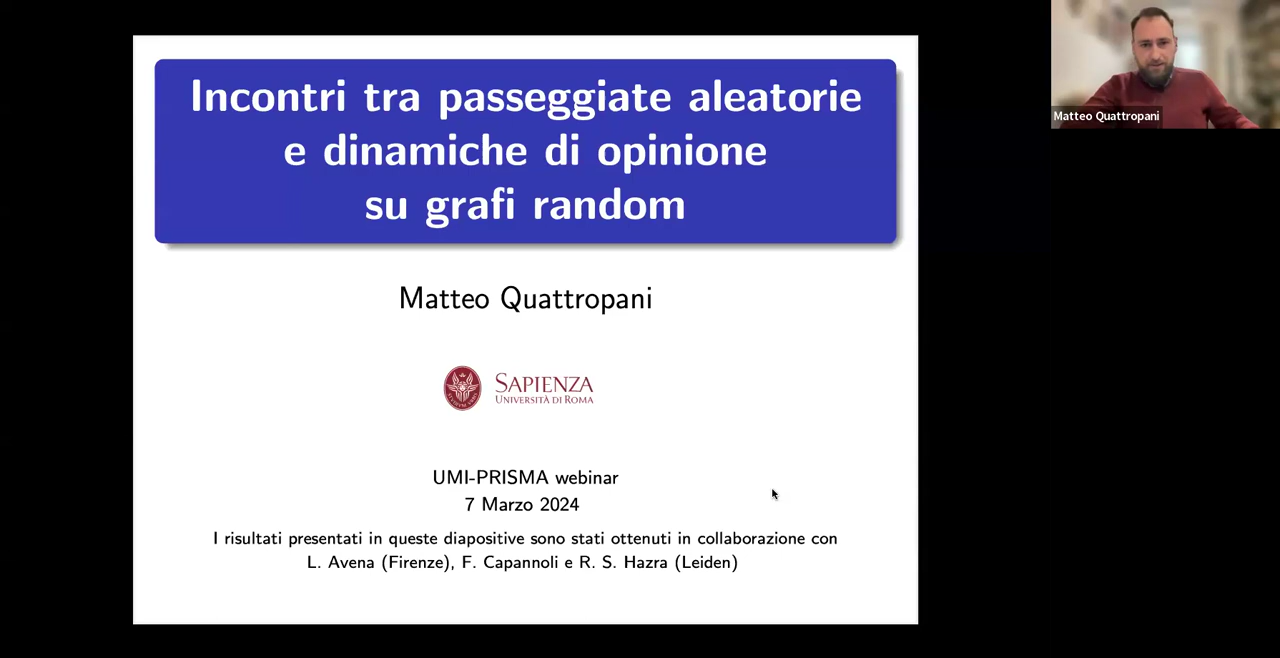 Incontri tra passeggiate aleatorie
e dinamiche di opinione
su grafi random
Matteo Quattropani
Matteo Quattropani
SAPIENZA
UNIVERSITÀ DI ROMA
UMI-PRISMA webinar
7 Marzo 2024
I risultati presentati in queste diapositive sono stati ottenuti in collaborazione con
L. Avena (Firenze), F. Capannoli e R. S. Hazra (Leiden)